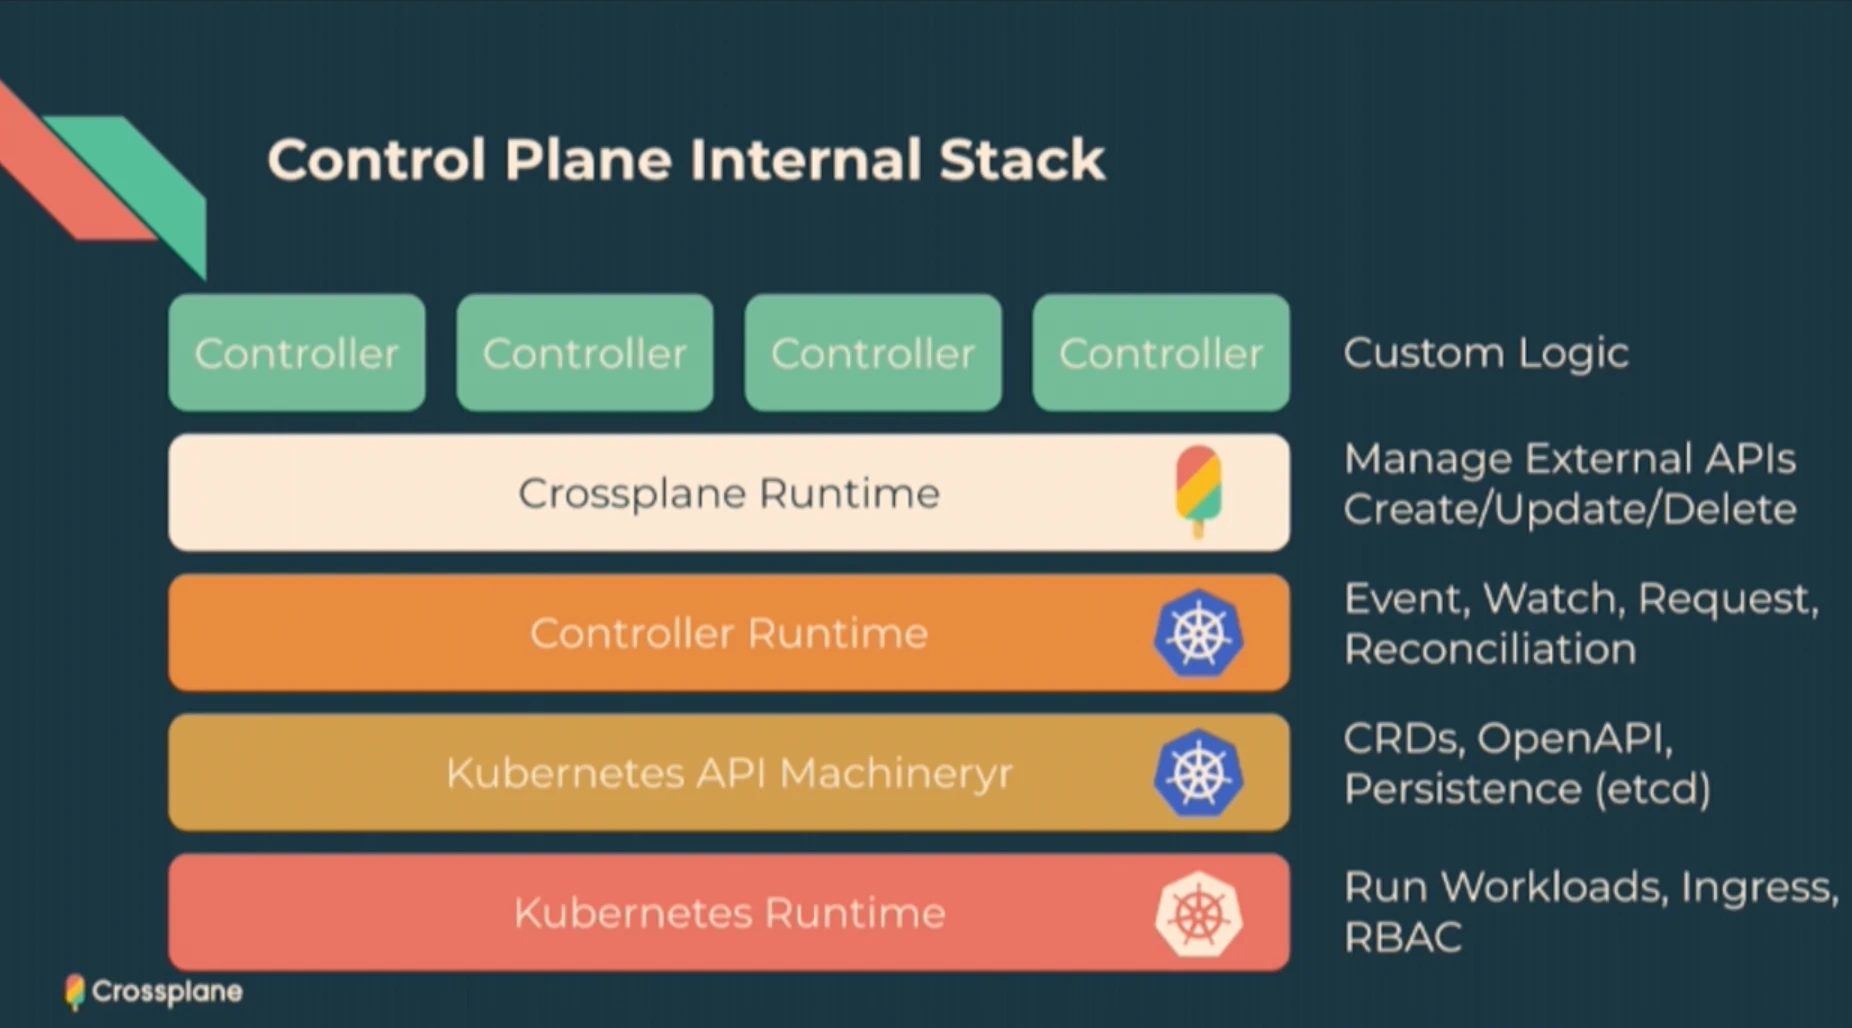 Control Plane Internal Stack
Controller Controller Controller Controller Custom Logic
Crossplane Runtime
Manage External APIs
Create/Update/Delete
Controller Runtime
Event, Watch, Request,
Reconciliation
Kubernetes API Machineryr
CRDs, OpenAPI,
Persistence (etcd)
Kubernetes Runtime
Run Workloads, Ingress,
RBAC
Crossplane